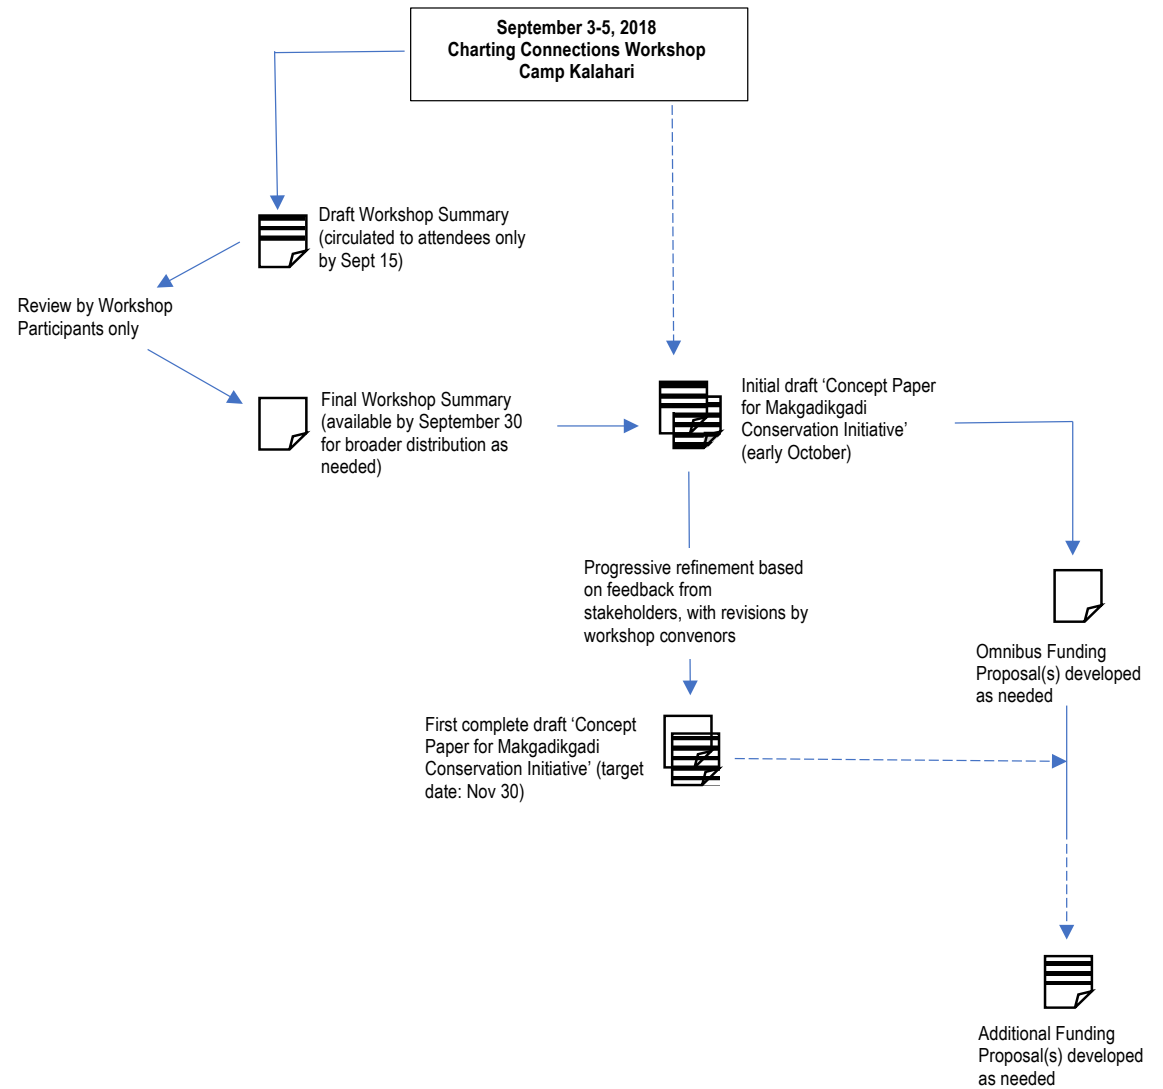 September 3-5, 2018
Charting Connections Workshop
Camp Kalahari
Draft Workshop Summary
(circulated to attendees only
by Sept 15)
Review by Workshop
Participants only
Final Workshop Summary
(available by September 30
for broader distribution as
needed)
Initial draft ‘Concept Paper
for Makgadikgadi
Conservation Initiative’
(early October)
Progressive refinement based
on feedback from
stakeholders, with revisions by
workshop convenors
Omnibus Funding
Proposal(s) developed
as needed
First complete draft ‘Concept
Paper for Makgadikgadi
Conservation Initiative’ (target
date: Nov 30)
Additional Funding
Proposal(s) developed
as needed